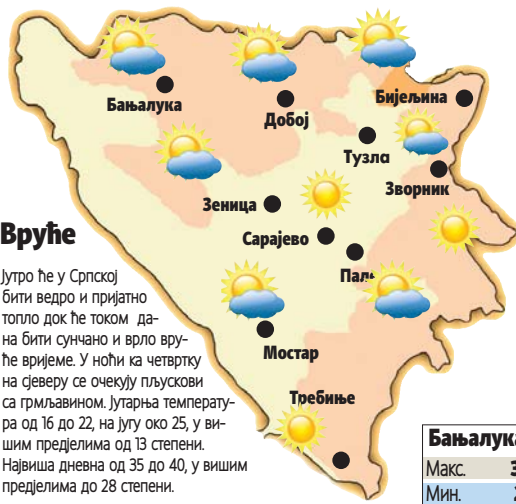 Бањалука
Добој
Бијељина
Тузла
Зворник
Зеница
Сарајево
Мостар
Требиње
Вруће
Јутро ће у Српској
бити ведро и пријатно
топло док ће током да-
на бити сунчано и врло вру-
ће вријеме. У ноћи ка четвртку
на сјеверу се очекују пљускови
са грмљавином. Јутарња температу-
ра од 16 до 22, на југу око 25, у ви-
шим предјелима од 13 степени.
Највиша дневна од 35 до 40, у вишим
предјелима до 28 степени.
Бањалука
Макс.
Мин.